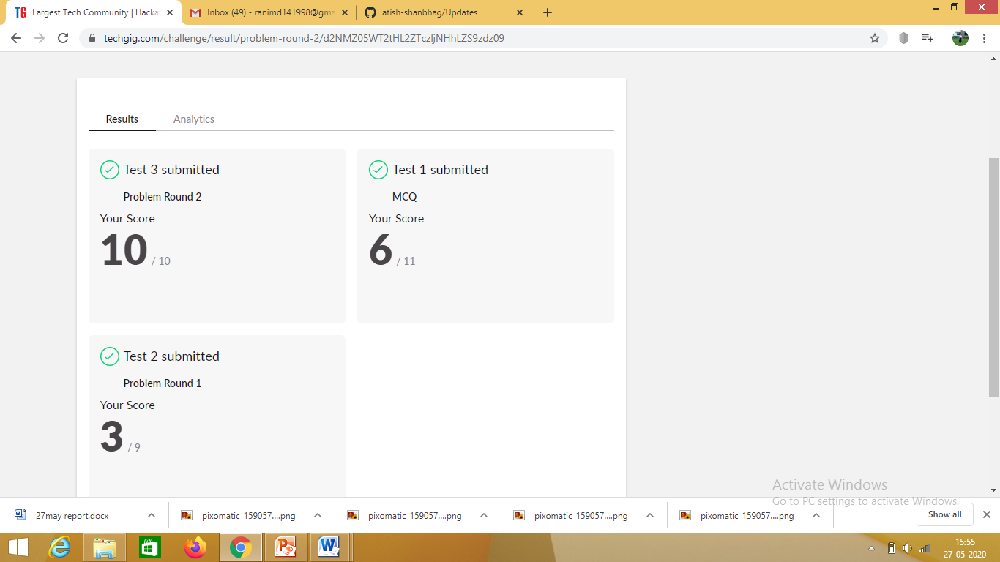 TG Largest Tech Community | Hacka
Inbox (49) - ranimd141998@gma
atish-shanbhag/Updates
techgig.com/challenge/result/problem-round-2/d2NMZ05WT2tHL2ZTczljNHhLZS9zdz09
Results
Analytics
Test 3 submitted
Problem Round 2
Your Score
10 / 10
Test 1 submitted
MCQ
Your Score
6 / 11
Test 2 submitted
Problem Round 1
Your Score
3 / 9
Activate Windows
Go to PC settings to activate Windows.
27may report.docx
pixomatic_159057....png
pixomatic_159057....png
pixomatic_159057....png
pixomatic_159057....png
Show all
15:55
27-05-2020